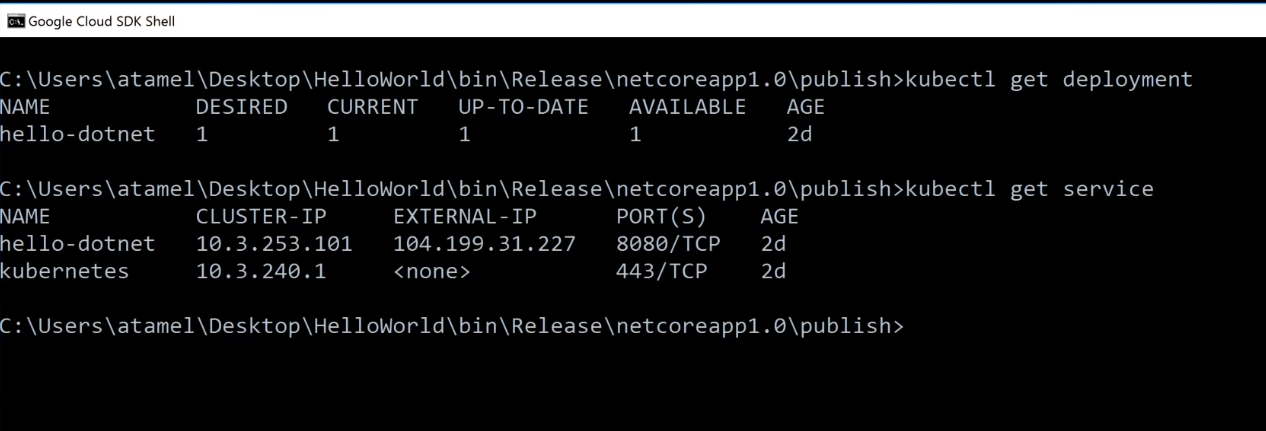 Google Cloud SDK Shell
C:\Users\atamel\Desktop\HelloWorld\bin\Release\netcoreapp1.0\publish>kubectl get deployment
NAME DESIRED CURRENT UP-TO-DATE AVAILABLE AGE
hello-dotnet 1 1 1 1 2d
C:\Users\atamel\Desktop\HelloWorld\bin\Release\netcoreapp1.0\publish>kubectl get service
NAME CLUSTER-IP EXTERNAL-IP PORT(S) AGE
hello-dotnet 10.3.253.101 104.199.31.227 8080/TCP 2d
kubernetes 10.3.240.1 <none> 443/TCP 2d
C:\Users\atamel\Desktop\HelloWorld\bin\Release\netcoreapp1.0\publish>